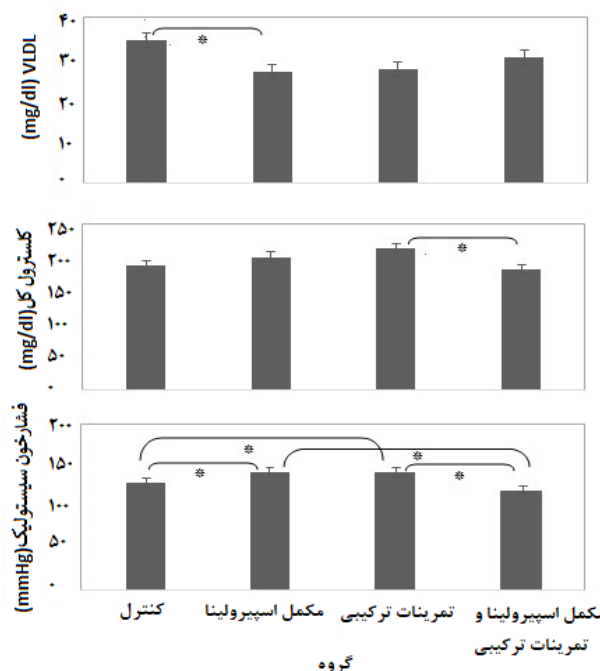 ۴۰
۳۰
۲۰
۱۰
۰
VLDL (mg/dl)
*
۲۵۰
۲۰۰
۱۵۰
۱۰۰
۵۰
۰
کلسترول کل(mg/dl)
*
۲۰۰
۱۵۰
۱۰۰
۵۰
۰
فشارخون سیستولیک(mmHg)
*
*
*
*
کنترل
مکمل اسپیرولینا
تمرینات ترکیبی
مکمل اسپیرولینا و
تمرینات ترکیبی
گروه